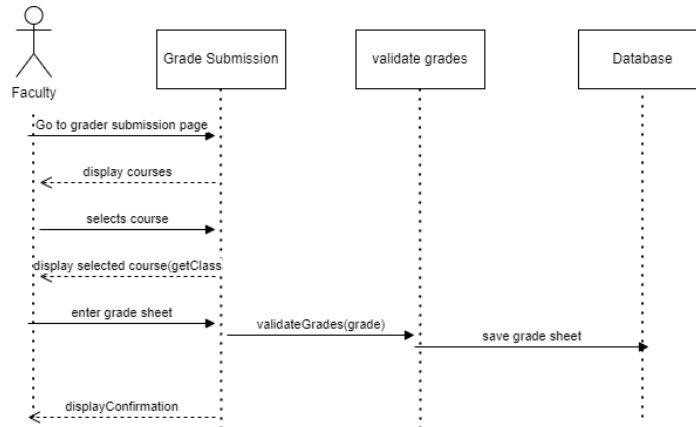 Grade Submission
validate grades
Database
Faculty
Go to grader submission page
display courses
selects course
display selected course(getClass
enter grade sheet
validateGrades(grade)
save grade sheet
displayConfirmation